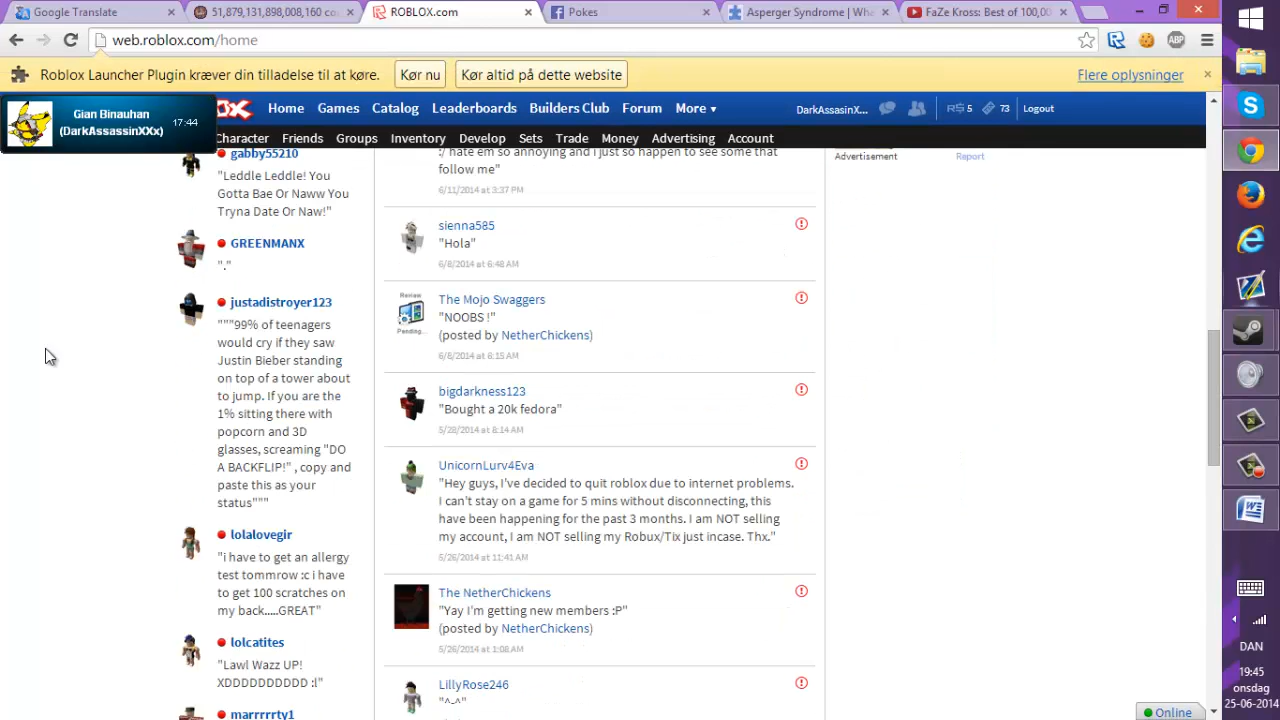 Google Translate
51,879,131,898,008,160 co
ROBLOX.com
Pokes
Asperger Syndrome | Wha
FaZe Kross: Best of 100,00
web.roblox.com/home
ABP
Roblox Launcher Plugin kræver din tilladelse til at køre.
Kør nu
Kør altid på dette website
Flere oplysninger
Gian Binauhan
(DarkAssassinXXx)
17:44
OX
Home
Games
Catalog
Leaderboards
Builders Club
Forum
More
DarkAssasinX...
R$ 5
73
Logout
Character
Friends
Groups
Inventory
Develop
Sets
Trade
Money
Advertising
Account
gabby55210
"Leddle Leddle! You
Gotta Bae Or Naww You
Tryna Date Or Naw!"
GREENMANX
"."
justadistroyer123
"""99% of teenagers
would cry if they saw
Justin Bieber standing
on top of a tower about
to jump. If you are the
1% sitting there with
popcorn and 3D
glasses, screaming "DO
A BACKFLIP!" , copy and
paste this as your
status"""
lolalovegir
"i have to get an allergy
test tommrow :c i have
to get 100 scratches on
my back.....GREAT"
lolcatites
"Lawl Wazz UP!
XDDDDDDDDDD :l"
marrrrrty1
:/ hate em so annoying and I just so happen to see some that
follow me"
6/11/2014 at 3:37 PM
sienna585
"Hola"
6/8/2014 at 6:48 AM
Review
Pending...
The Mojo Swaggers
"NOOBS !"
(posted by NetherChickens)
6/8/2014 at 6:15 AM
bigdarkness123
"Bought a 20k fedora"
5/28/2014 at 8:14 AM
UnicornLurv4Eva
"Hey guys, I've decided to quit roblox due to internet problems.
I can't stay on a game for 5 mins without disconnecting, this
have been happening for the past 3 months. I am NOT selling
my account, I am NOT selling my Robux/Tix just incase. Thx."
5/26/2014 at 11:41 AM
The NetherChickens
"Yay I'm getting new members :P"
(posted by NetherChickens)
5/26/2014 at 1:08 AM
LillyRose246
"^-^"
Advertisement
Report
Online
DAN
19:45
onsdag
25-06-2014